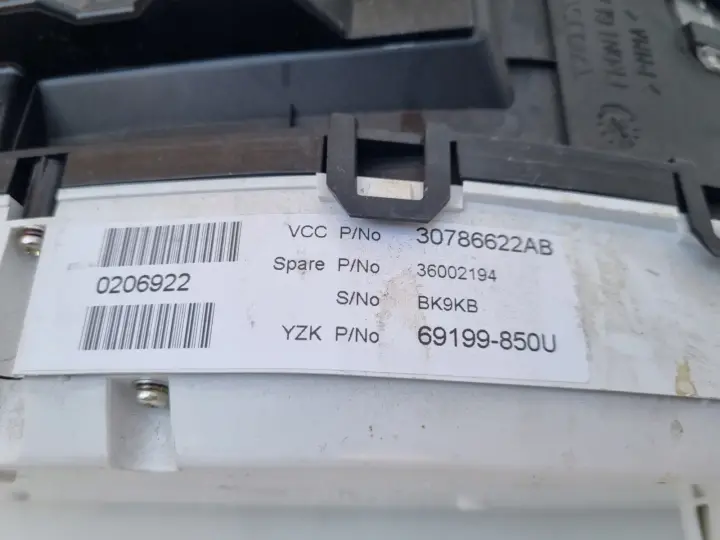 VCC P/No 30786622AB
Spare P/No 36002194
0206922
S/No BK9KB
YZK P/No 69199-850U